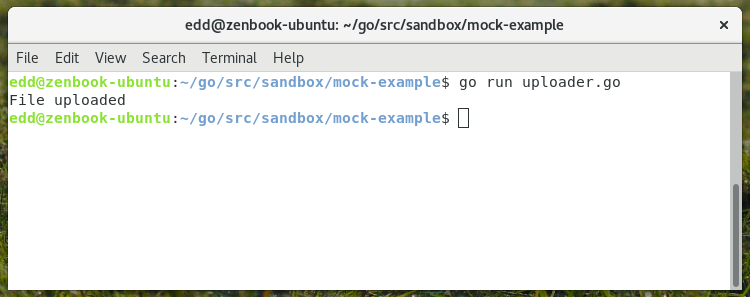 edd@zenbook-ubuntu: ~/go/src/sandbox/mock-example ×
File Edit View Search Terminal Help
edd@zenbook-ubuntu:~/go/src/sandbox/mock-example$ go run uploader.go
File uploaded
edd@zenbook-ubuntu:~/go/src/sandbox/mock-example$